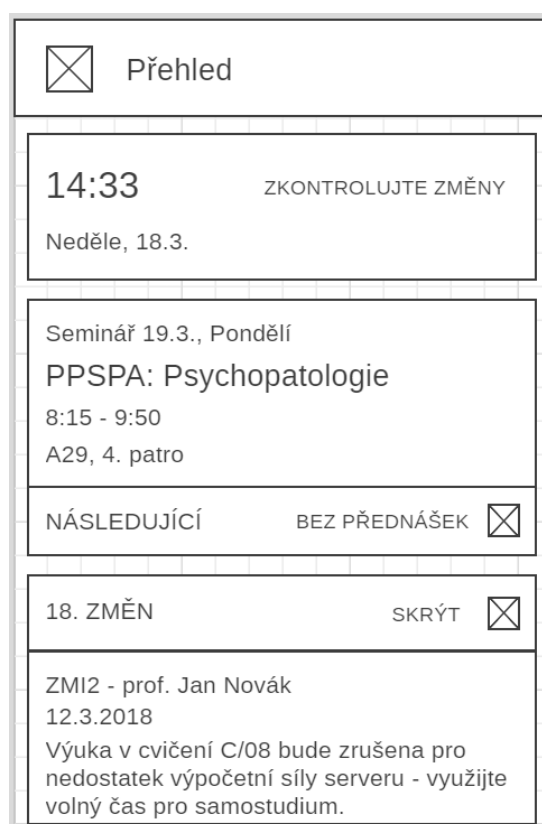 Přehled
14:33
ZKONTROLUJTE ZMĚNY
Neděle, 18.3.
Seminář 19.3., Pondělí
PPSPA: Psychopatologie
8:15 - 9:50
A29, 4. patro
NÁSLEDUJÍCÍ
BEZ PŘEDNÁŠEK
18. ZMĚN
SKRÝT
ZMI2 - prof. Jan Novák
12.3.2018
Výuka v cvičení C/08 bude zrušena pro
nedostatek výpočetní síly serveru - využijte
volný čas pro samostudium.